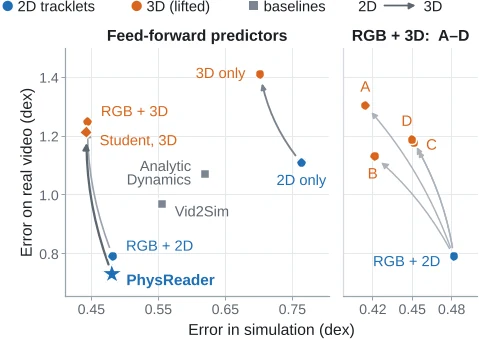 2D tracklets 3D (lifted) baselines 2D 3D
Feed-forward predictors
RGB + 3D: A–D
Error on real video (dex)
1.4
1.2
1.0
0.8
3D only
RGB + 3D
Student, 3D
Analytic
Dynamics
2D only
Vid2Sim
RGB + 2D
PhysReader
A
D
C
B
RGB + 2D
0.45 0.55 0.65 0.75
0.42 0.45 0.48
Error in simulation (dex)